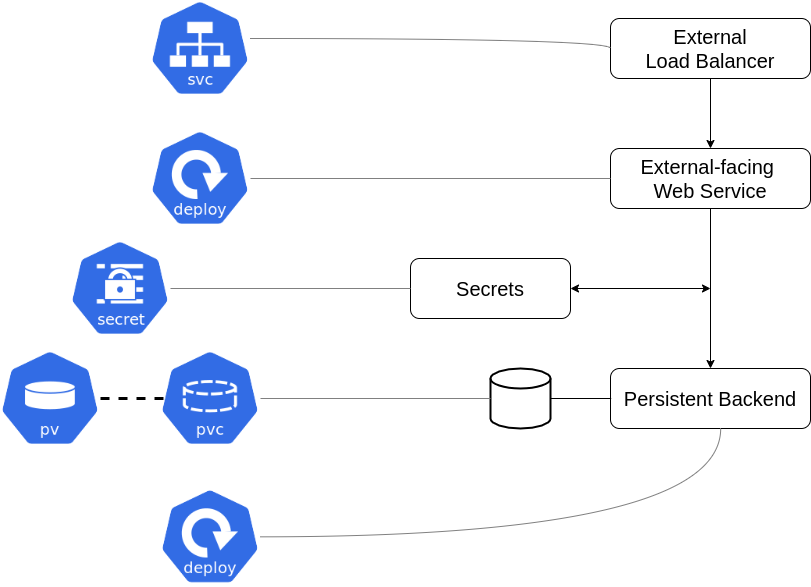 svc
External
Load Balancer
deploy
External-facing
Web Service
secret
Secrets
pv
pvc
Persistent Backend
deploy